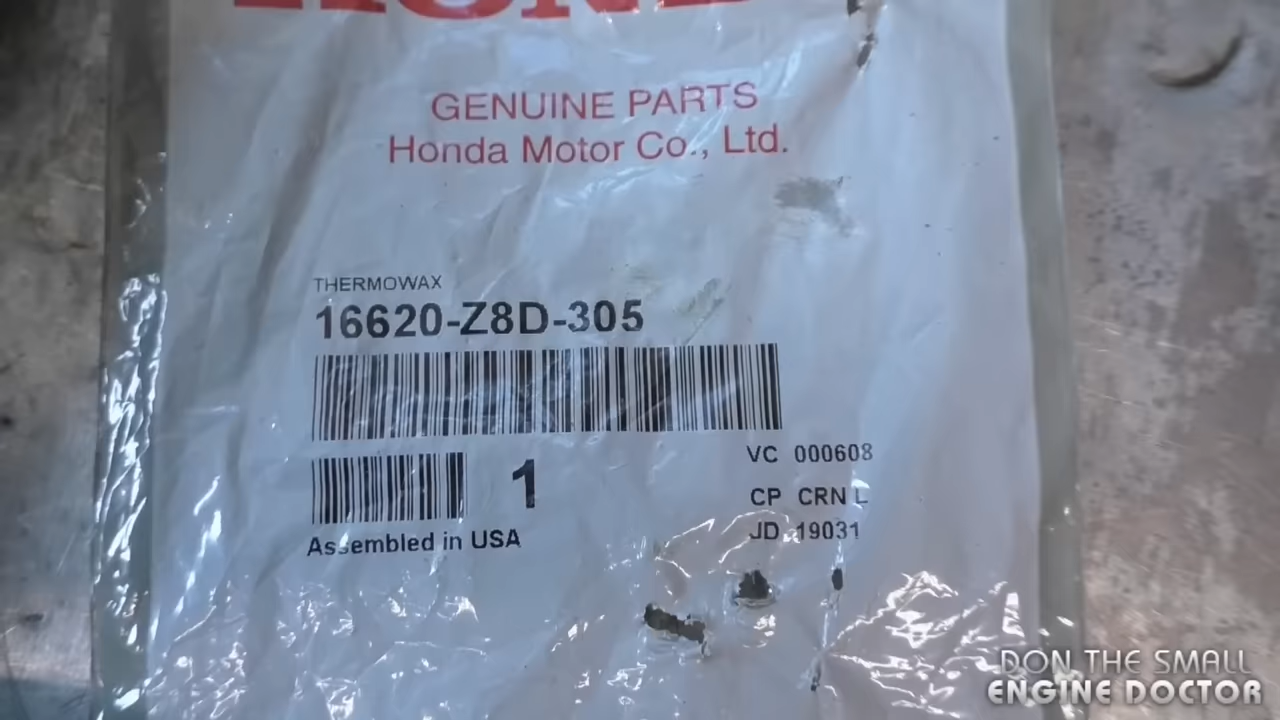 HONDA
GENUINE PARTS
Honda Motor Co., Ltd.
THERMOWAX
16620-Z8D-305
1
VC 000608
CP CRN L
JD 19031
Assembled in USA
DON THE SMALL
ENGINE DOCTOR